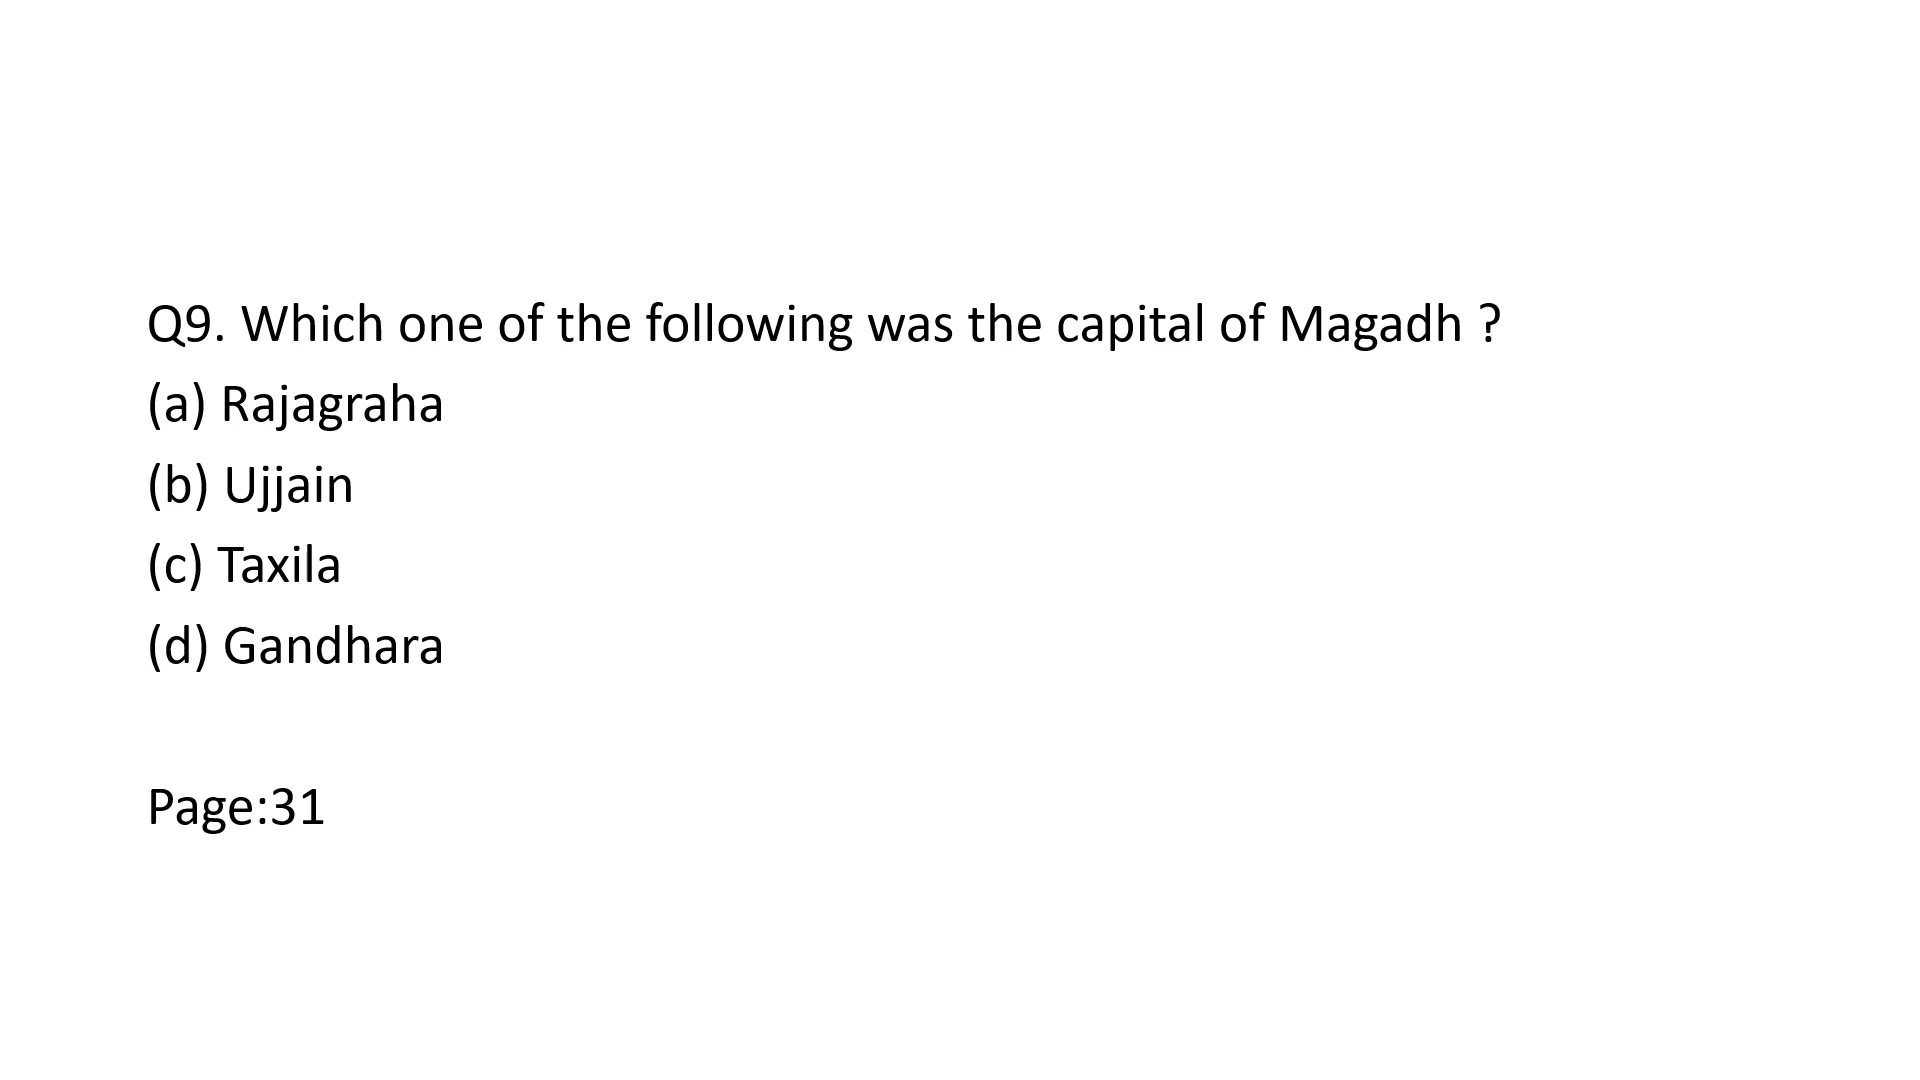 Q9. Which one of the following was the capital of Magadh ?
(a) Rajagraha
(b) Ujjain
(c) Taxila
(d) Gandhara
Page:31